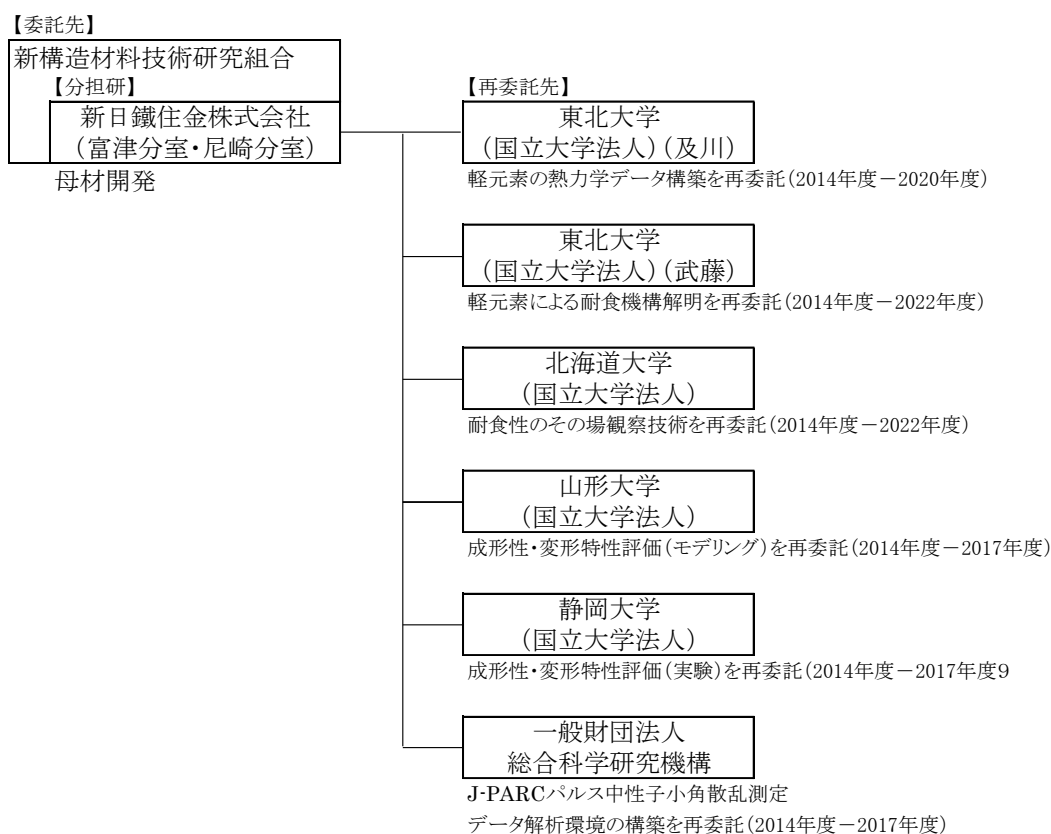 【委託先】
新構造材料技術研究組合
【分担研】
新日鐵住金株式会社
（富津分室・尼崎分室）
母材開発
【再委託先】
東北大学
（国立大学法人）（及川）
軽元素の熱力学データ構築を再委託（2014年度－2020年度）
東北大学
（国立大学法人）（武藤）
軽元素による耐食機構解明を再委託（2014年度－2022年度）
北海道大学
（国立大学法人）
耐食性のその場観察技術を再委託（2014年度－2022年度）
山形大学
（国立大学法人）
成形性・変形特性評価（モデリング）を再委託（2014年度－2017年度）
静岡大学
（国立大学法人）
成形性・変形特性評価（実験）を再委託（2014年度－2017年度９
一般財団法人
総合科学研究機構
J-PARCパルス中性子小角散乱測定
データ解析環境の構築を再委託（2014年度－2017年度）